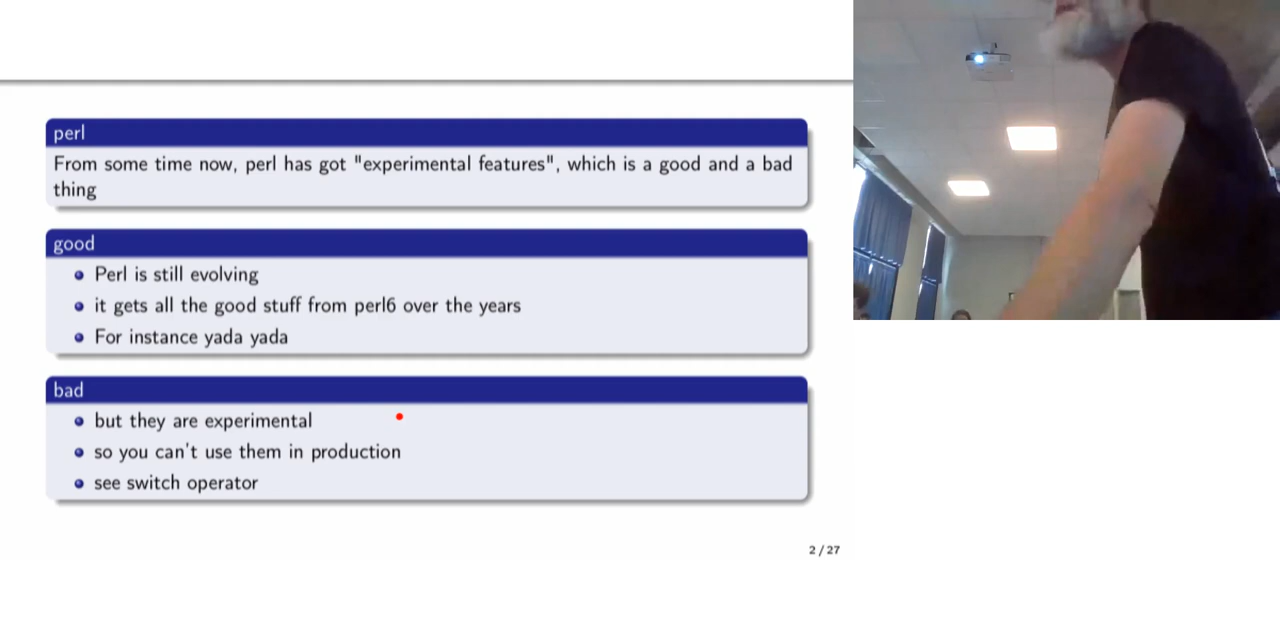 perl
From some time now, perl has got "experimental features", which is a good and a bad
thing
good
Perl is still evolving
it gets all the good stuff from perl6 over the years
For instance yada yada
bad
but they are experimental
so you can't use them in production
see switch operator
2 / 27